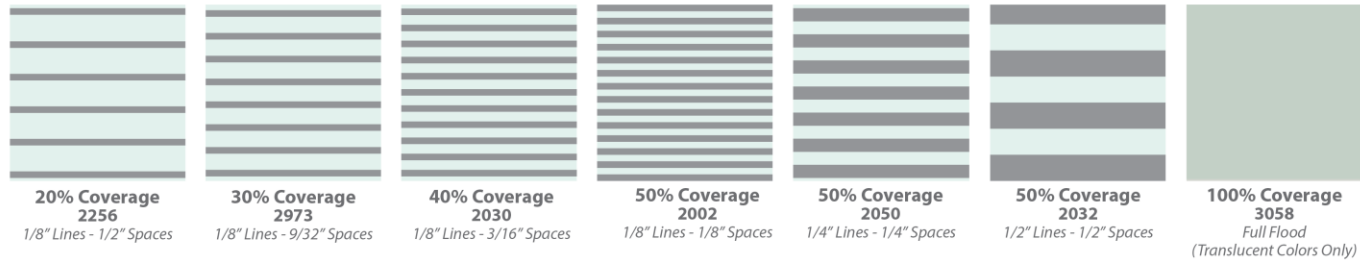 20% Coverage
2256
1/8” Lines - 1/2” Spaces
30% Coverage
2973
1/8” Lines - 9/32” Spaces
40% Coverage
2030
1/8” Lines - 3/16” Spaces
50% Coverage
2002
1/8” Lines - 1/8” Spaces
50% Coverage
2050
1/4” Lines - 1/4” Spaces
50% Coverage
2032
1/2” Lines - 1/2” Spaces
100% Coverage
3058
Full Flood
(Translucent Colors Only)